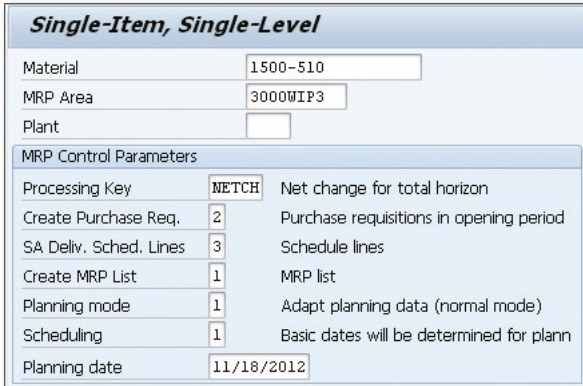 Single-Item, Single-Level
Material 1500-510
MRP Area 3000WIP3
Plant
MRP Control Parameters
Processing Key NETCH Net change for total horizon
Create Purchase Req. 2 Purchase requisitions in opening period
SA Deliv. Sched. Lines 3 Schedule lines
Create MRP List 1 MRP list
Planning mode 1 Adapt planning data (normal mode)
Scheduling 1 Basic dates will be determined for plann
Planning date 11/18/2012